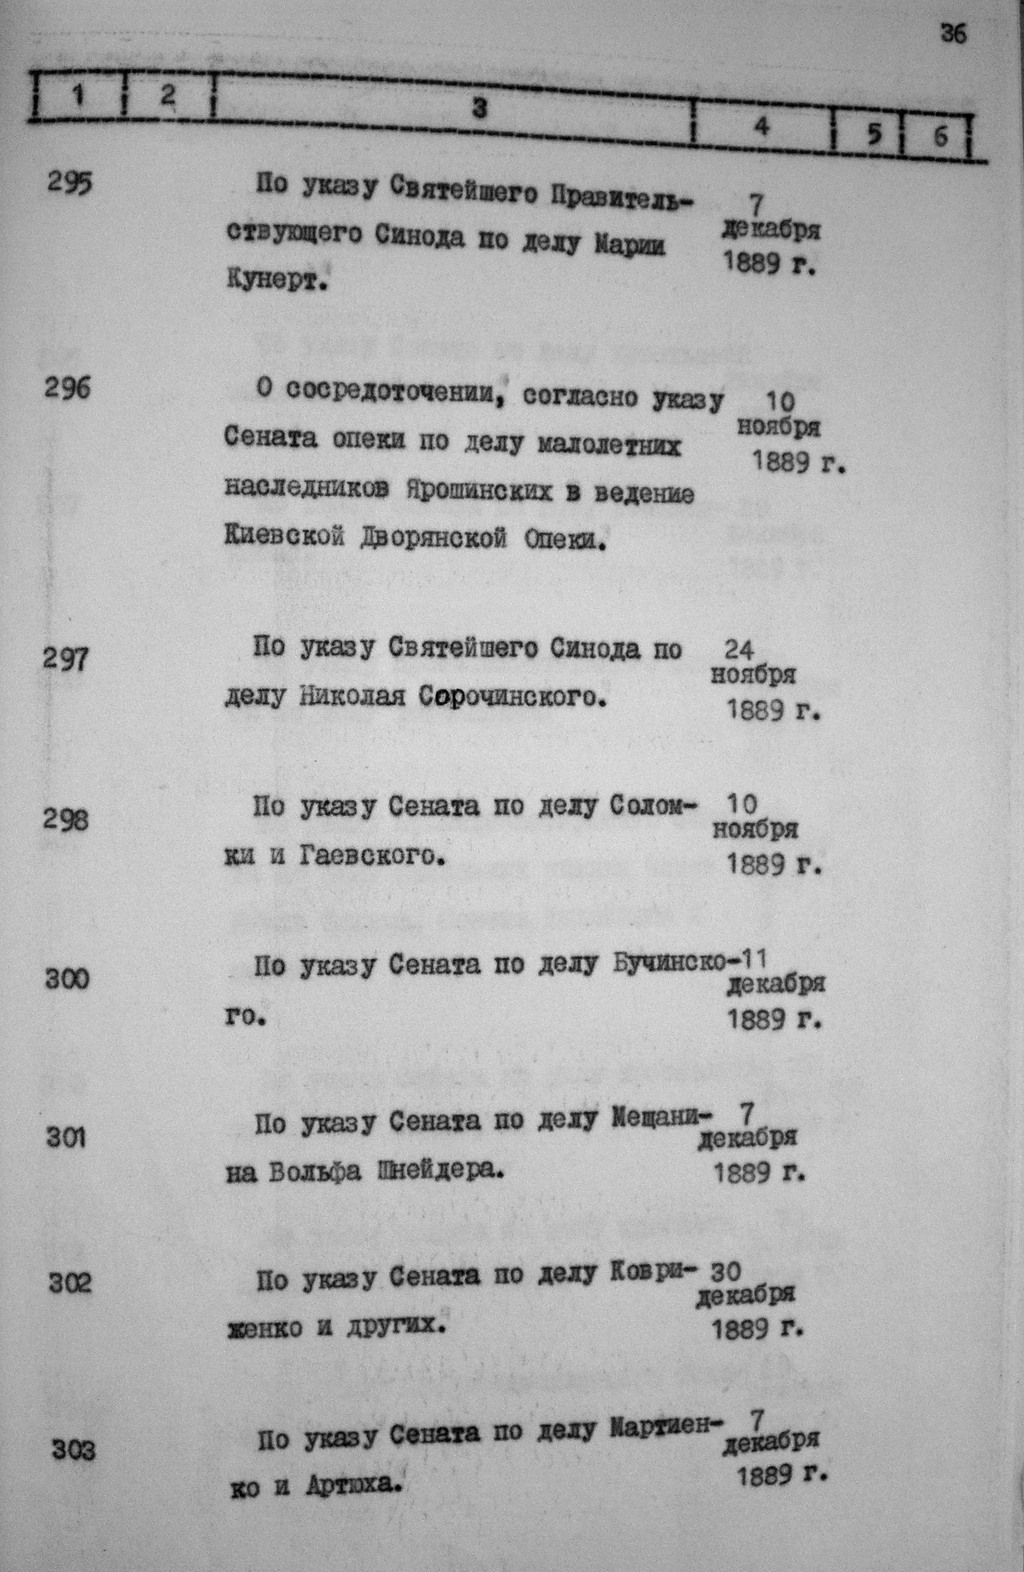 36
1 2 3 4 5 6
295 По указу Святейшего Правитель- 7
ствующего Синода по делу Марии декабря
Кунерт. 1889 г.
296 О сосредоточении, согласно указу 10
Сената опеки по делу малолетних ноября
наследников Ярошинских в ведение 1889 г.
Киевской Дворянской Опеки.
297 По указу Святейшего Синода по 24
ноября
делу Николая Сорочинского. 1889 г.
298 По указу Сената по делу Солом- 10
ноября
ки и Гаевского. 1889 г.
300 По указу Сената по делу Бучинско- 11
декабря
го. 1889 г.
301 По указу Сената по делу Мещани- 7
декабря
на Вольфа Шнейдера. 1889 г.
302 По указу Сената по делу Коври- 30
декабря
женко и других. 1889 г.
303 По указу Сената по делу Мартиен- 7
декабря
ко и Артюха. 1889 г.